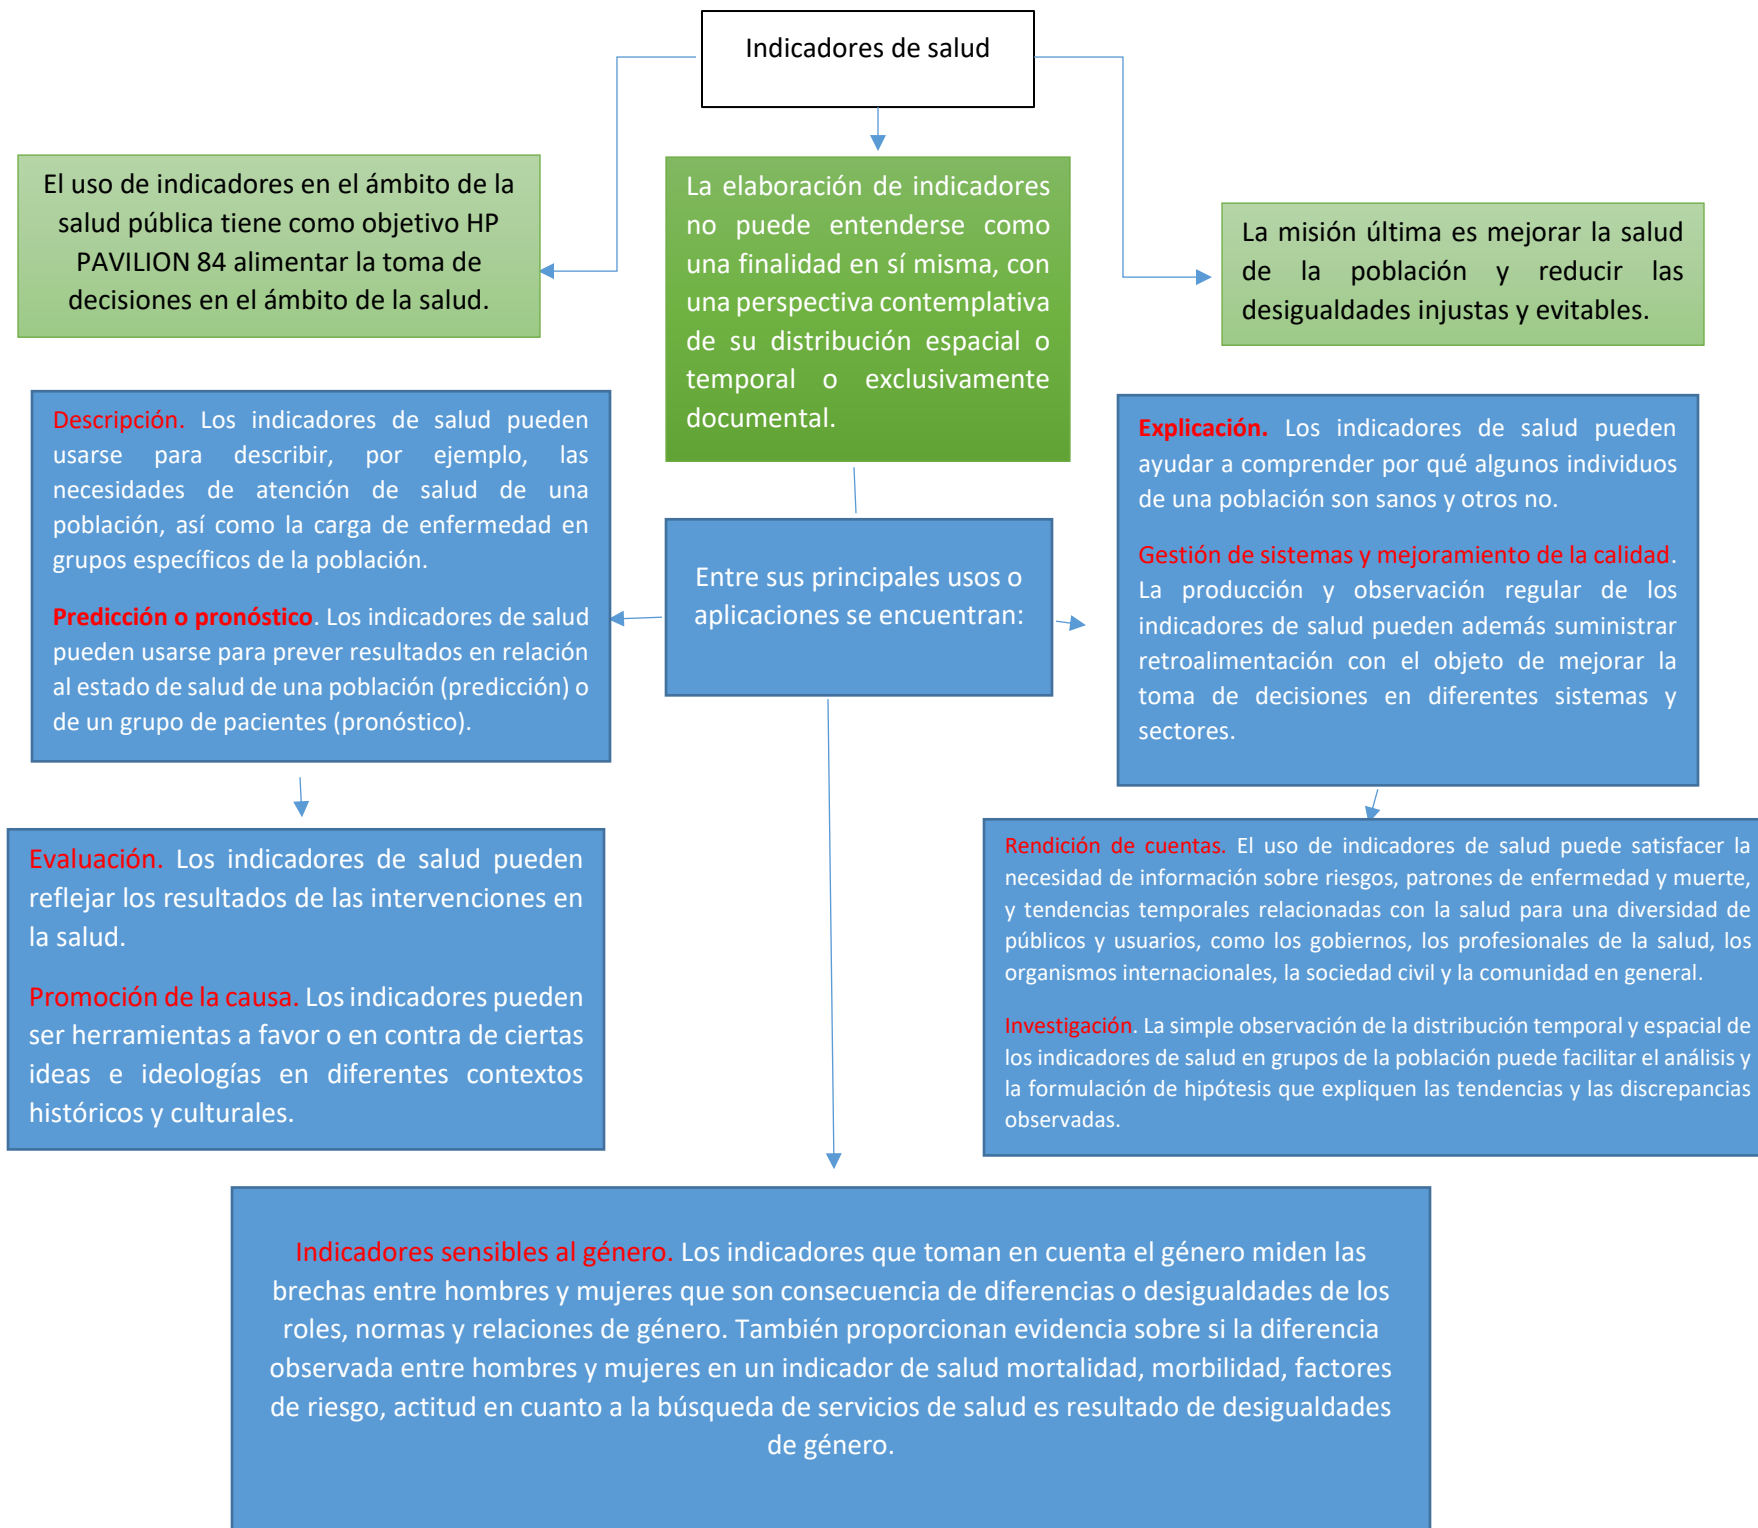 Indicadores de salud
El uso de indicadores en el ámbito de la
salud pública tiene como objetivo HP
PAVILION 84 alimentar la toma de
decisiones en el ámbito de la salud.
La elaboración de indicadores
no puede entenderse como
una finalidad en sí misma, con
una perspectiva contemplativa
de su distribución espacial o
temporal o exclusivamente
documental.
La misión última es mejorar la salud
de la población y reducir las
desigualdades injustas y evitables.
Descripción. Los indicadores de salud pueden
usarse para describir, por ejemplo, las
necesidades de atención de salud de una
población, así como la carga de enfermedad en
grupos específicos de la población.
Predicción o pronóstico. Los indicadores de salud
pueden usarse para prever resultados en relación
al estado de salud de una población (predicción) o
de un grupo de pacientes (pronóstico).
Entre sus principales usos o
aplicaciones se encuentran:
Explicación. Los indicadores de salud pueden
ayudar a comprender por qué algunos individuos
de una población son sanos y otros no.
Gestión de sistemas y mejoramiento de la calidad.
La producción y observación regular de los
indicadores de salud pueden además suministrar
retroalimentación con el objeto de mejorar la
toma de decisiones en diferentes sistemas y
sectores.
Evaluación. Los indicadores de salud pueden
reflejar los resultados de las intervenciones en
la salud.
Promoción de la causa. Los indicadores pueden
ser herramientas a favor o en contra de ciertas
ideas e ideologías en diferentes contextos
históricos y culturales.
Rendición de cuentas. El uso de indicadores de salud puede satisfacer la
necesidad de información sobre riesgos, patrones de enfermedad y muerte,
y tendencias temporales relacionadas con la salud para una diversidad de
públicos y usuarios, como los gobiernos, los profesionales de la salud, los
organismos internacionales, la sociedad civil y la comunidad en general.
Investigación. La simple observación de la distribución temporal y espacial de
los indicadores de salud en grupos de la población puede facilitar el análisis y
la formulación de hipótesis que expliquen las tendencias y las discrepancias
observadas.
Indicadores sensibles al género. Los indicadores que toman en cuenta el género miden las
brechas entre hombres y mujeres que son consecuencia de diferencias o desigualdades de los
roles, normas y relaciones de género. También proporcionan evidencia sobre si la diferencia
observada entre hombres y mujeres en un indicador de salud mortalidad, morbilidad, factores
de riesgo, actitud en cuanto a la búsqueda de servicios de salud es resultado de desigualdades
de género.